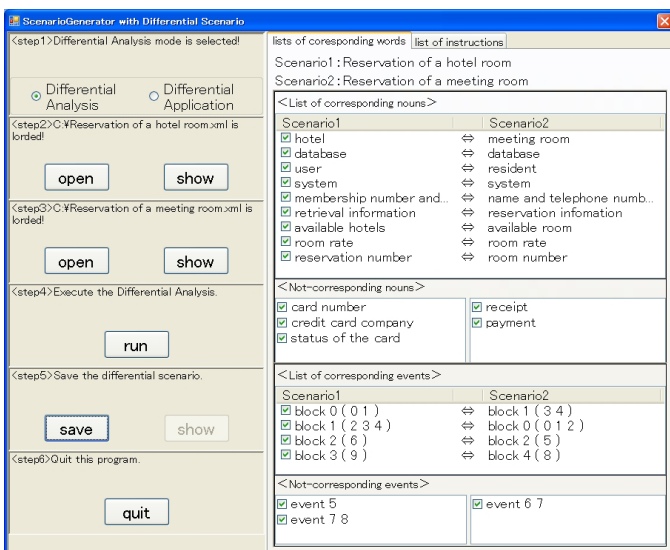 ScenarioGenerator with Differential Scenario
<step1>Differential Analysis mode is selected!
Differential Analysis
Differential Application
<step2>C:¥Reservation of a hotel room.xml is
lorded!
open show
<step3>C:¥Reservation of a meeting room.xml is
lorded!
open show
<step4>Execute the Differential Analysis.
run
<step5>Save the differential scenario.
save show
<step6>Quit this program.
quit
lists of coresponding words list of instructions
Scenario1 : Reservation of a hotel room
Scenario2 : Reservation of a meeting room
<List of corresponding nouns>
Scenario1 Scenario2
hotel ⇔ meeting room
database ⇔ database
user ⇔ resident
system ⇔ system
membership number and... ⇔ name and telephone numb...
retrieval information ⇔ reservation infomation
available hotels ⇔ available room
room rate ⇔ room rate
reservation number ⇔ room number
<Not-corresponding nouns>
card number receipt
credit card company payment
status of the card
<List of corresponding events>
Scenario1 Scenario2
block 0 ( 0 1 ) ⇔ block 1 ( 3 4 )
block 1 ( 2 3 4 ) ⇔ block 0 ( 0 1 2 )
block 2 ( 6 ) ⇔ block 2 ( 5 )
block 3 ( 9 ) ⇔ block 4 ( 8 )
<Not-corresponding events>
event 5 event 6 7
event 7 8